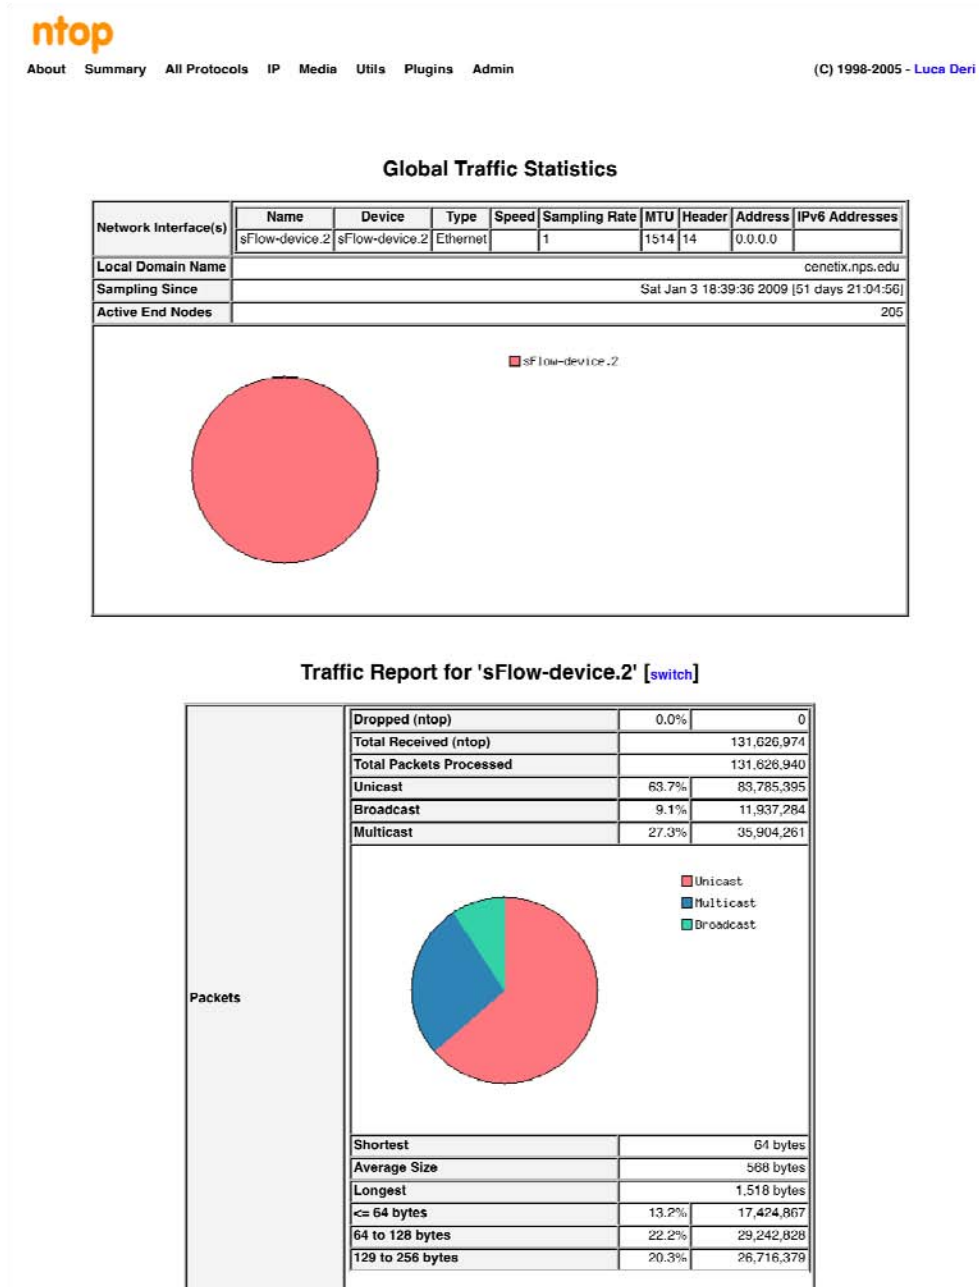 ntop
About Summary All Protocols IP Media Utils Plugins Admin (C) 1998-2005 - Luca Deri
Global Traffic Statistics
Network Interface(s)
Name Device Type Speed Sampling Rate MTU Header Address IPv6 Addresses
sFlow-device.2 sFlow-device.2 Ethernet 1 1514 14 0.0.0.0
Local Domain Name cenetix.nps.edu
Sampling Since Sat Jan 3 18:39:36 2009 [51 days 21:04:56]
Active End Nodes 205
sFlow-device.2
Traffic Report for 'sFlow-device.2' [switch]
Packets
Dropped (ntop) 0.0% 0
Total Received (ntop) 131,626,974
Total Packets Processed 131,626,940
Unicast 63.7% 83,785,395
Broadcast 9.1% 11,937,284
Multicast 27.3% 35,904,261
Unicast
Multicast
Broadcast
Shortest 64 bytes
Average Size 568 bytes
Longest 1,518 bytes
<= 64 bytes 13.2% 17,424,867
64 to 128 bytes 22.2% 29,242,828
129 to 256 bytes 20.3% 26,716,379